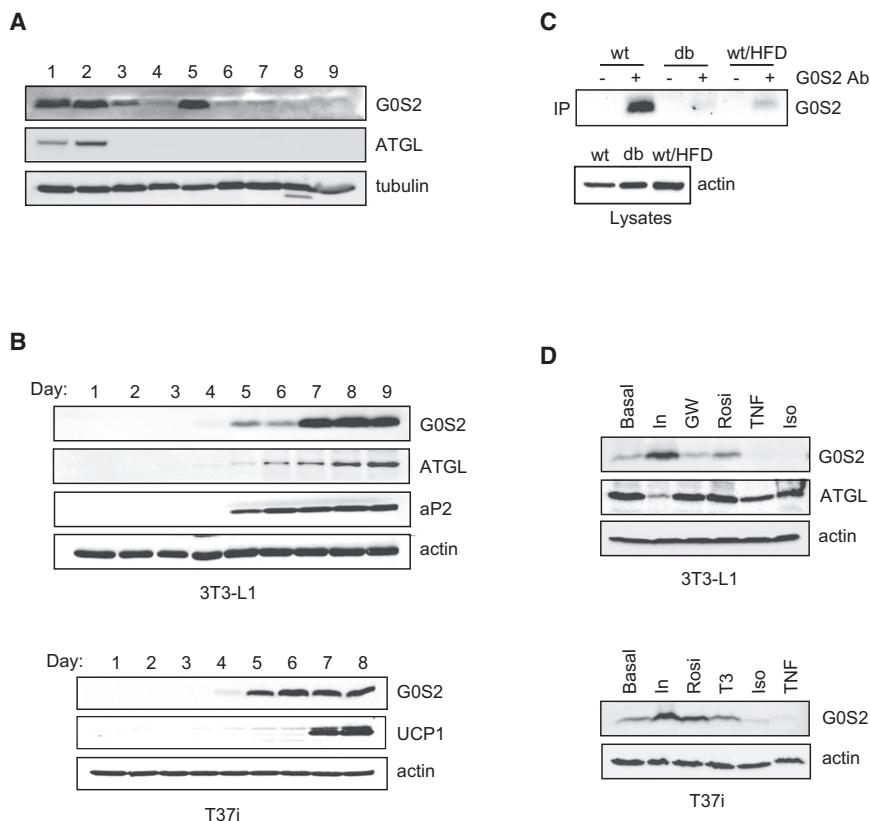 A
1 2 3 4 5 6 7 8 9
G0S2
ATGL
tubulin
B
Day: 1 2 3 4 5 6 7 8 9
G0S2
ATGL
aP2
actin
3T3-L1
Day: 1 2 3 4 5 6 7 8
G0S2
UCP1
actin
T37i
C
wt db wt/HFD
- + - + - + G0S2 Ab
IP G0S2
wt db wt/HFD
actin
Lysates
D
Basal In GW Rosi TNF Iso
G0S2
ATGL
actin
3T3-L1
Basal In Rosi T3 Iso TNF
G0S2
actin
T37i